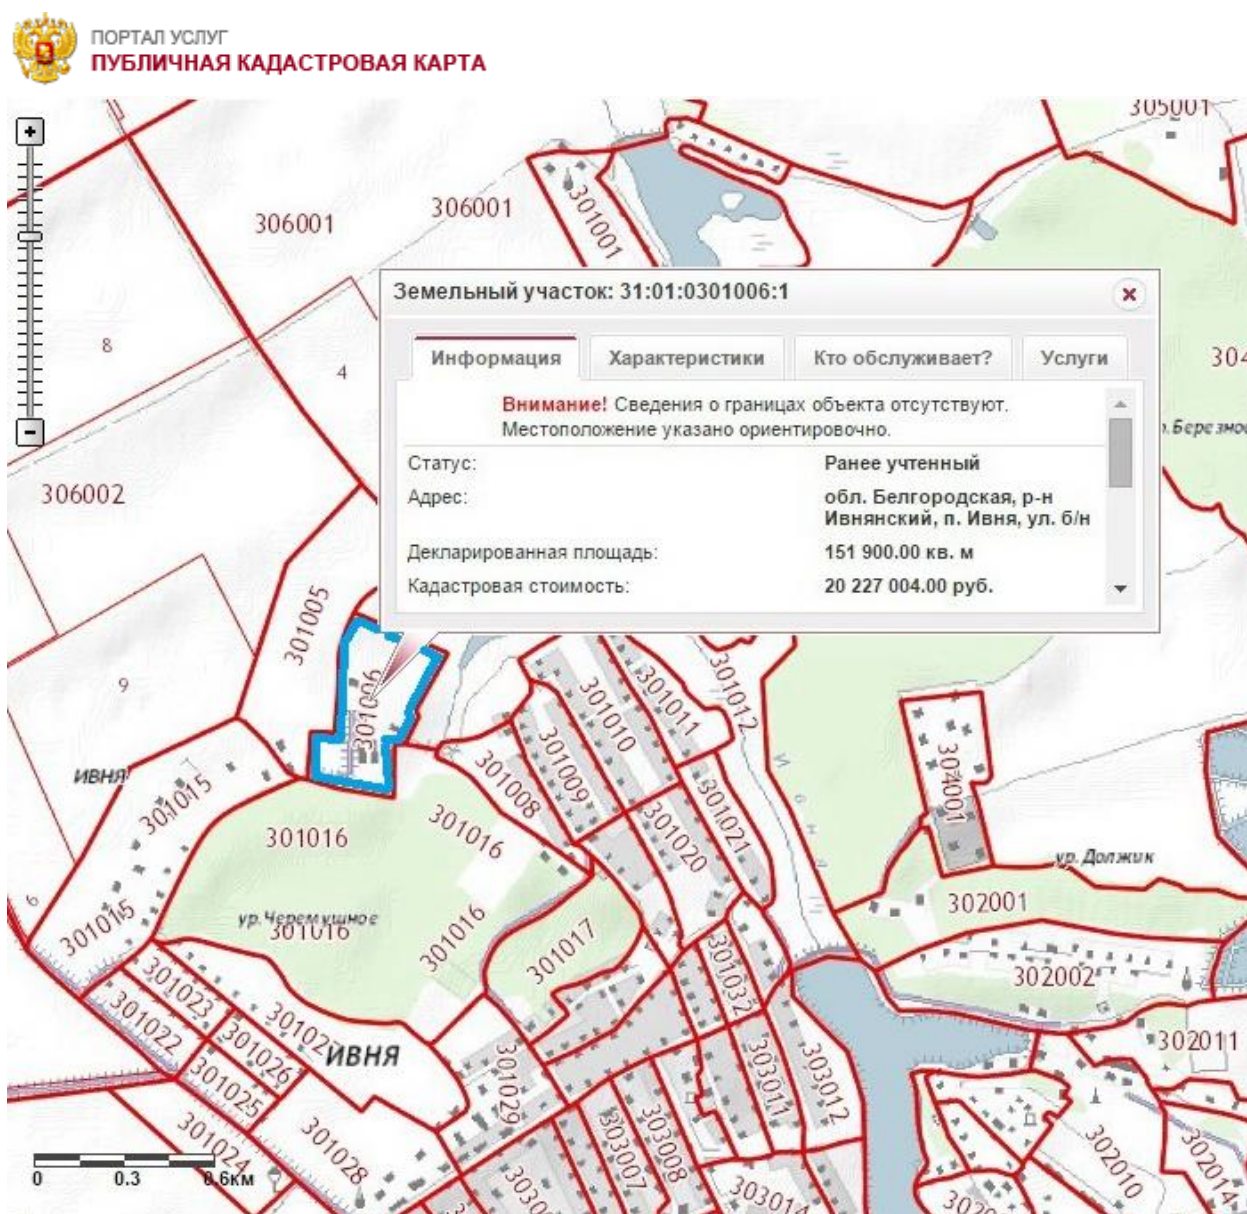 ПОРТАЛ УСЛУГ
ПУБЛИЧНАЯ КАДАСТРОВАЯ КАРТА
305001
306001
306001
301001
Земельный участок: 31:01:0301006:1
Информация
Характеристики
Кто обслуживает?
Услуги
8
4
304
Внимание! Сведения о границах объекта отсутствуют.
Местоположение указано ориентировочно.
Статус:
Ранее учтенный
Адрес:
обл. Белгородская, р-н
Ивнянский, п. Ивня, ул. б/н
Декларированная площадь:
151 900.00 кв. м
Кадастровая стоимость:
20 227 004.00 руб.
306002
301005
9
301006
301010
301011
301012
ИВНЯ
301015
301008
301009
301016
301016
301020
301021
304001
ур. Должик
6
301015
ур.Черемушное
301016
301016
301017
302001
301032
302002
301023
301022
301026
301027
ИВНЯ
301025
301029
303011
303012
302011
301024
301028
303007
303008
302010
302014
303014
0
0.3
0.6км